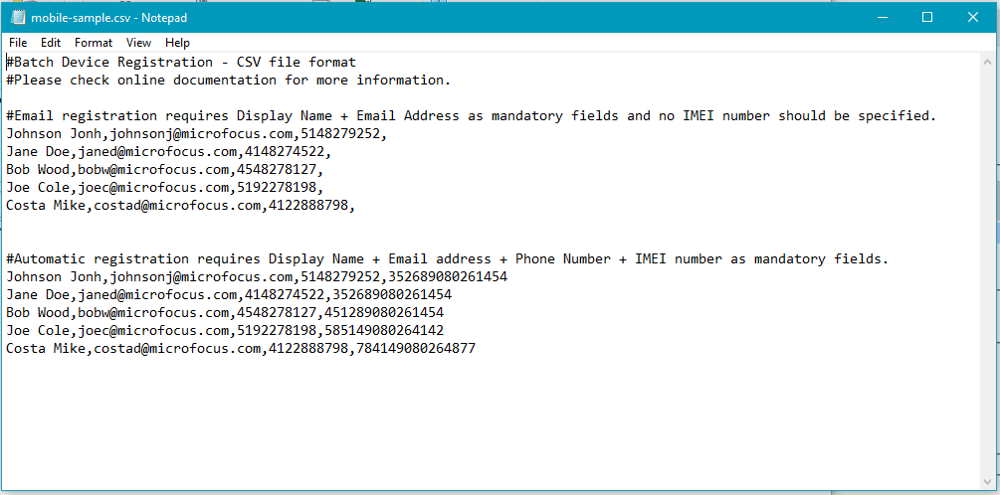 mobile-sample.csv - Notepad
File Edit Format View Help
#Batch Device Registration - CSV file format
#Please check online documentation for more information.
#Email registration requires Display Name + Email Address as mandatory fields and no IMEI number should be specified.
Johnson Jonh,johnsonj@microfocus.com,5148279252,
Jane Doe,janed@microfocus.com,4148274522,
Bob Wood,bobw@microfocus.com,4548278127,
Joe Cole,joec@microfocus.com,5192278198,
Costa Mike,costad@microfocus.com,4122888798,
#Automatic registration requires Display Name + Email address + Phone Number + IMEI number as mandatory fields.
Johnson Jonh,johnsonj@microfocus.com,5148279252,352689080261454
Jane Doe,janed@microfocus.com,4148274522,352689080261454
Bob Wood,bobw@microfocus.com,4548278127,451289080261454
Joe Cole,joec@microfocus.com,5192278198,585149080264142
Costa Mike,costad@microfocus.com,4122888798,784149080264877